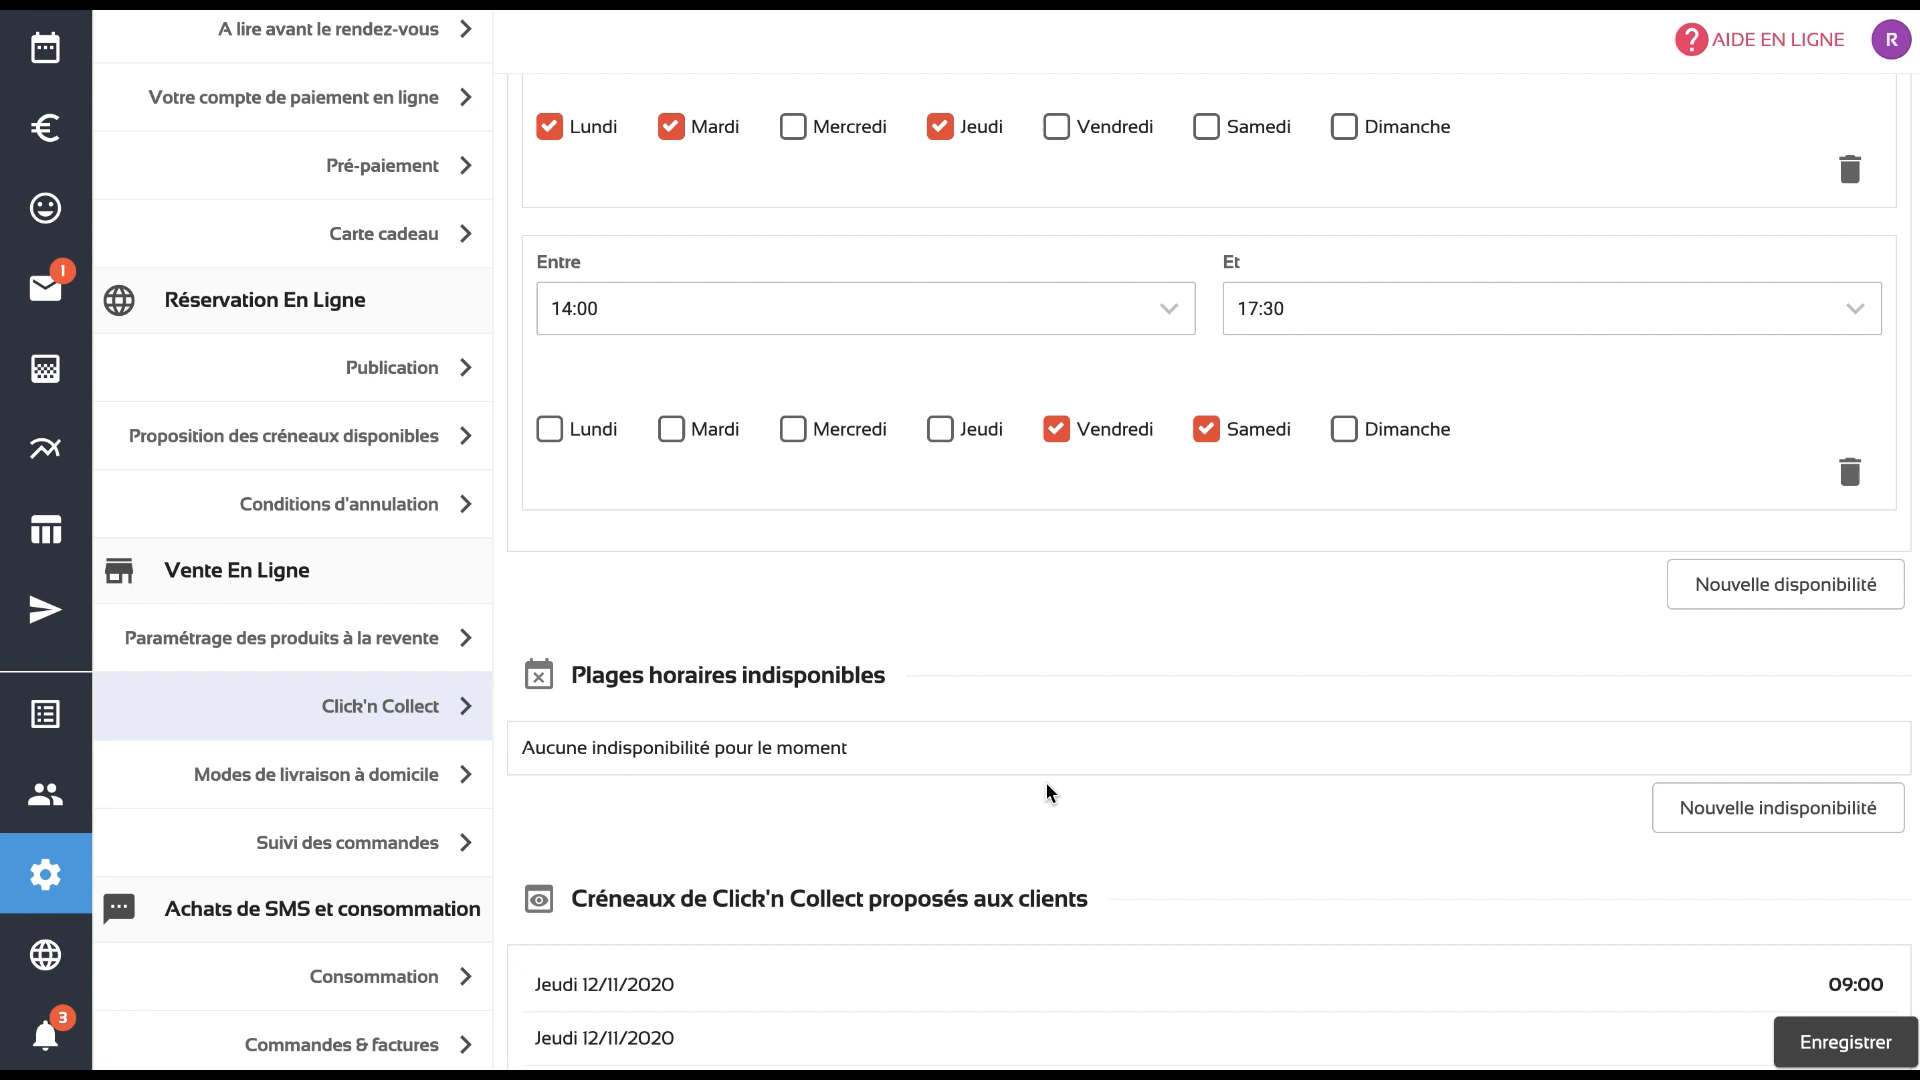 A lire avant le rendez-vous
Votre compte de paiement en ligne
Pré-paiement
Carte cadeau
Réservation En Ligne
Publication
Proposition des créneaux disponibles
Conditions d'annulation
Vente En Ligne
Paramétrage des produits à la revente
Click'n Collect
Modes de livraison à domicile
Suivi des commandes
Achats de SMS et consommation
Consommation
Commandes & factures
1
3
? AIDE EN LIGNE R
Lundi Mardi Mercredi Jeudi Vendredi Samedi Dimanche
Entre Et
14:00 17:30
Lundi Mardi Mercredi Jeudi Vendredi Samedi Dimanche
Nouvelle disponibilité
Plages horaires indisponibles
Aucune indisponibilité pour le moment
Nouvelle indisponibilité
Créneaux de Click'n Collect proposés aux clients
Jeudi 12/11/2020 09:00
Jeudi 12/11/2020
Enregistrer